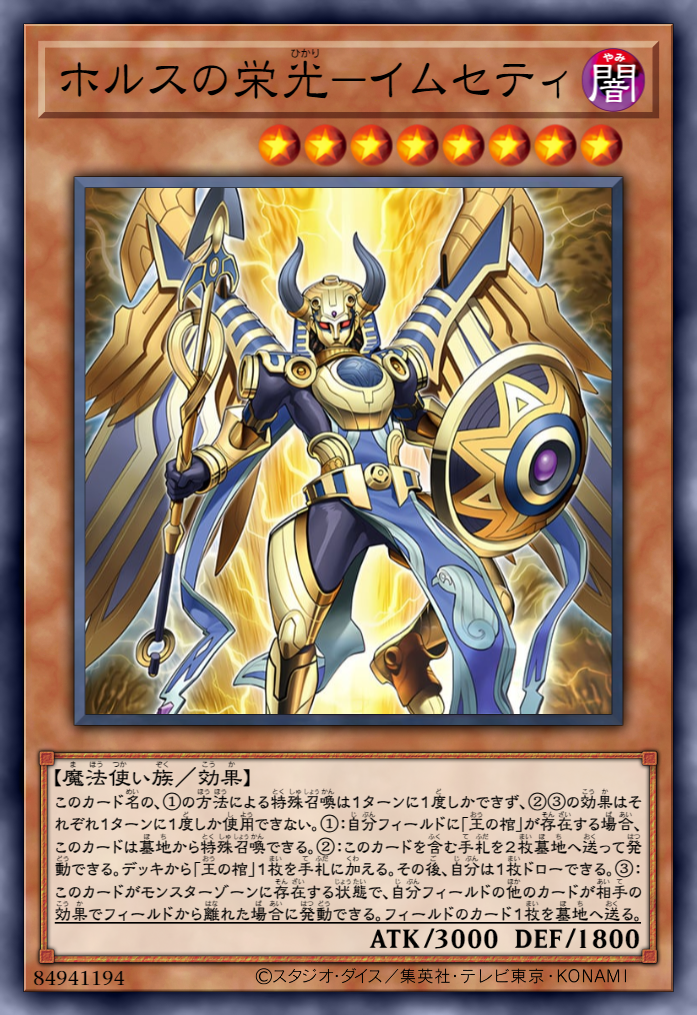 ホルスの栄光－イムセティ
闇
【魔法使い族／効果】
このカード名の、①の方法による特殊召喚は1ターンに1度しかできず、②③の効果はそ
れぞれ1ターンに1度しか使用できない。①：自分フィールドに「王の棺」が存在する場合、
このカードは墓地から特殊召喚できる。②：このカードを含む手札を2枚墓地へ送って発
動できる。デッキから「王の棺」1枚を手札に加える。その後、自分は1枚ドローできる。③：
このカードがモンスターゾーンに存在する状態で、自分フィールドの他のカードが相手の
効果でフィールドから離れた場合に発動できる。フィールドのカード1枚を墓地へ送る。
ATK/3000 DEF/1800
84941194 ©スタジオ・ダイス／集英社・テレビ東京・KONAMI